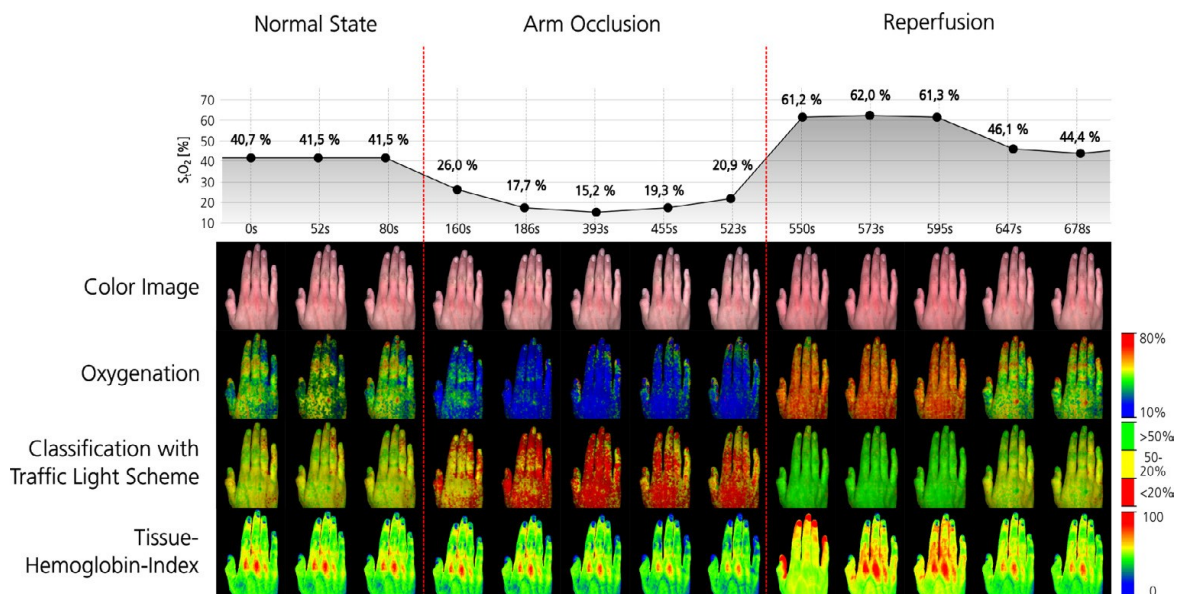 Normal State
Arm Occlusion
Reperfusion
StO₂ [%]
70
60
50
40
30
20
10
40,7 %
41,5 %
41,5 %
26,0 %
17,7 %
15,2 %
19,3 %
20,9 %
61,2 %
62,0 %
61,3 %
46,1 %
44,4 %
0s
52s
80s
160s
186s
393s
455s
523s
550s
573s
595s
647s
678s
Color Image
Oxygenation
80%
10%
Classification with
Traffic Light Scheme
>50%
50-
20%
<20%
Tissue-
Hemoglobin-Index
100
0